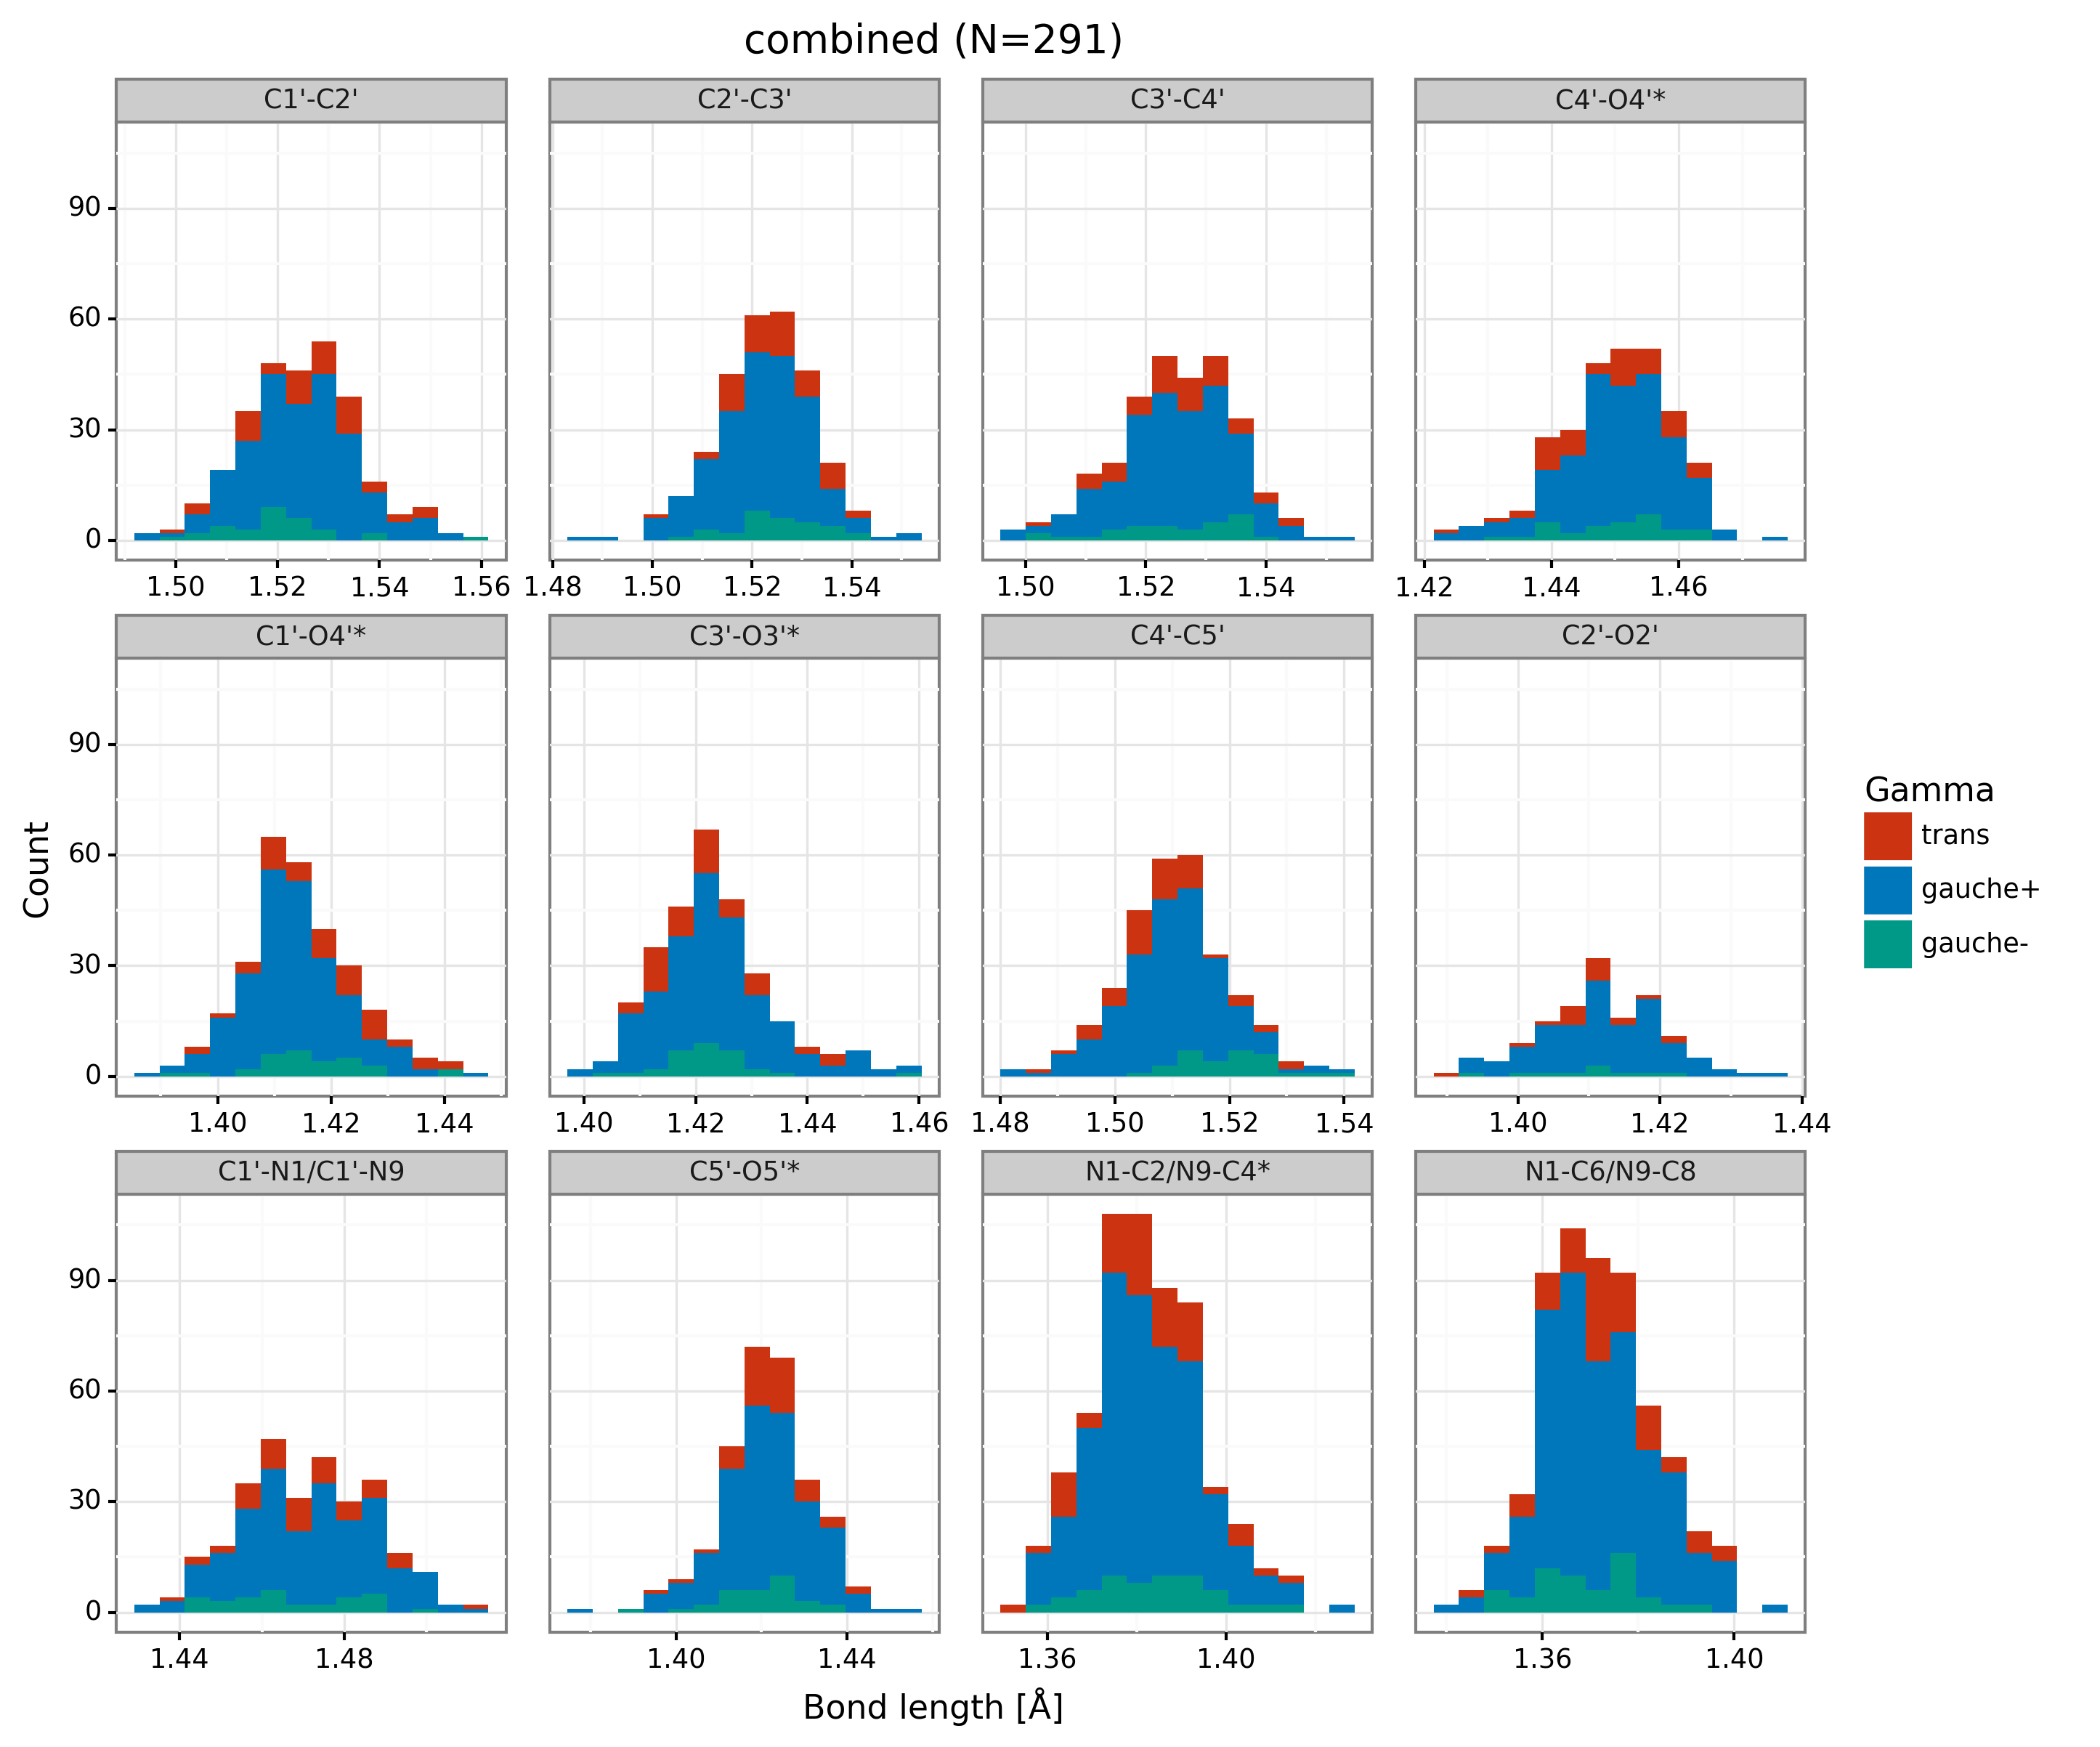 combined (N=291)
C1'-C2' C2'-C3' C3'-C4' C4'-O4'*
90
60
30
0
1.50 1.52 1.54 1.56 1.48 1.50 1.52 1.54 1.50 1.52 1.54 1.42 1.44 1.46
C1'-O4'* C3'-O3'* C4'-C5' C2'-O2'
90
60
30
0
1.40 1.42 1.44 1.40 1.42 1.44 1.46 1.48 1.50 1.52 1.54 1.40 1.42 1.44
C1'-N1/C1'-N9 C5'-O5'* N1-C2/N9-C4* N1-C6/N9-C8
90
60
30
0
1.44 1.48 1.40 1.44 1.36 1.40 1.36 1.40
Count
Bond length [Å]
Gamma
trans
gauche+
gauche-